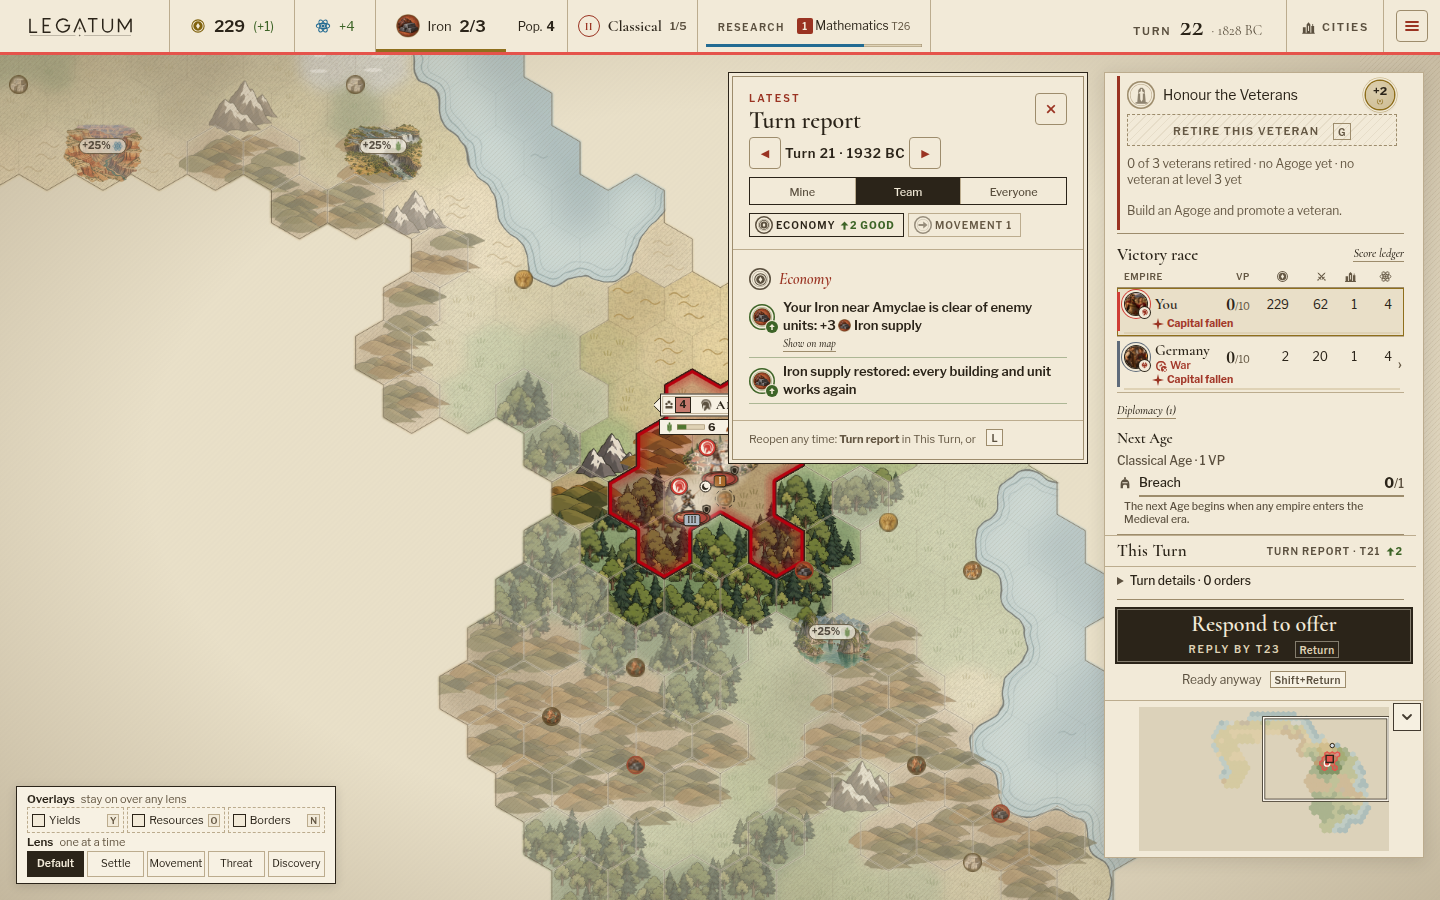 LEGATUM
229 (+1)
+4
Iron 2/3
Pop. 4
II Classical 1/5
RESEARCH 1 Mathematics T26
TURN 22 · 1828 BC
CITIES
+25%
+25%
4
6
I
III
+25%
LATEST
Turn report
Turn 21 · 1932 BC
Mine
Team
Everyone
ECONOMY 2 GOOD
MOVEMENT 1
Economy
Your Iron near Amyclae is clear of enemy
units: +3 Iron supply
Show on map
Iron supply restored: every building and unit
works again
Reopen any time: Turn report in This Turn, or L
Honour the Veterans
+2
RETIRE THIS VETERAN G
0 of 3 veterans retired · no Agoge yet · no
veteran at level 3 yet
Build an Agoge and promote a veteran.
Victory race
Score ledger
EMPIRE VP
You 0/10 229 62 1 4
Capital fallen
Germany 0/10 2 20 1 4
War
Capital fallen
Diplomacy (1)
Next Age
Classical Age · 1 VP
Breach 0/1
The next Age begins when any empire enters the
Medieval era.
This Turn
TURN REPORT · T21 2
Turn details · 0 orders
Respond to offer
REPLY BY T23 Return
Ready anyway Shift+Return
Overlays stay on over any lens
Yields Y
Resources O
Borders N
Lens one at a time
Default
Settle
Movement
Threat
Discovery